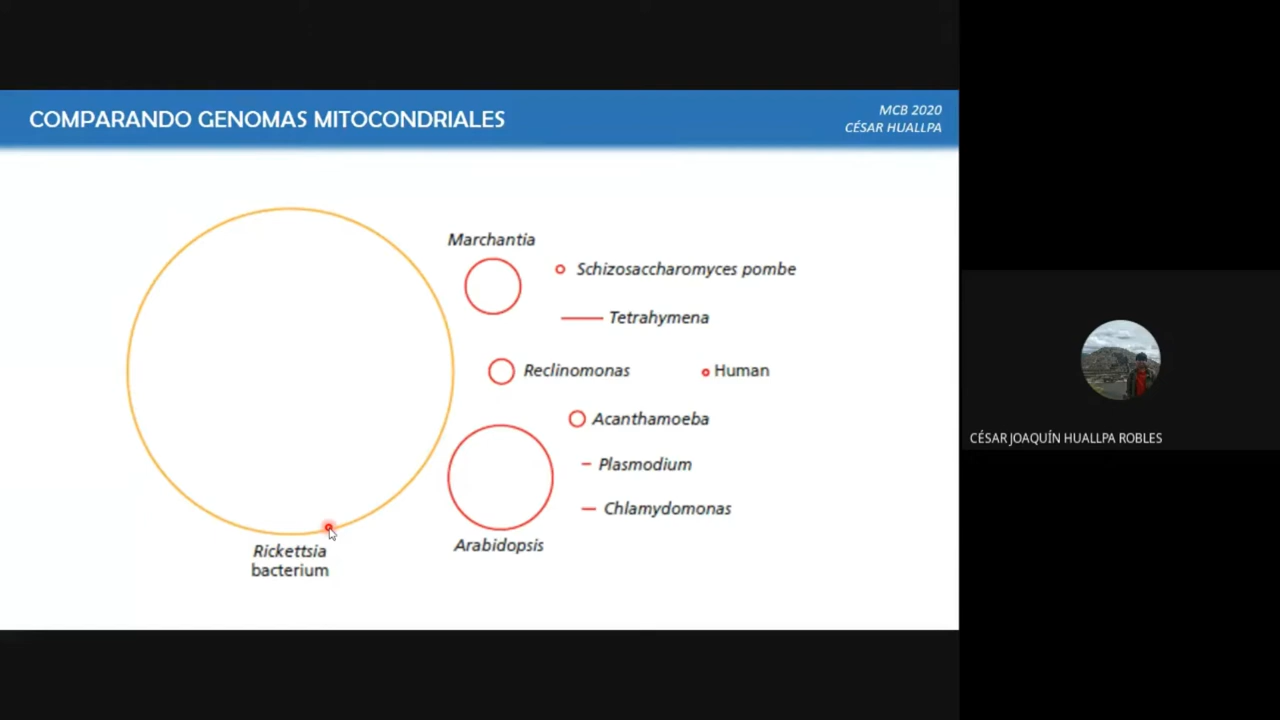 COMPARANDO GENOMAS MITOCONDRIALES
MCB 2020
CÉSAR HUALLPA
Marchantia
Schizosaccharomyces pombe
Tetrahymena
Reclinomonas
Human
Acanthamoeba
Plasmodium
Chlamydomonas
Arabidopsis
Rickettsia
bacterium
CÉSAR JOAQUÍN HUALLPA ROBLES